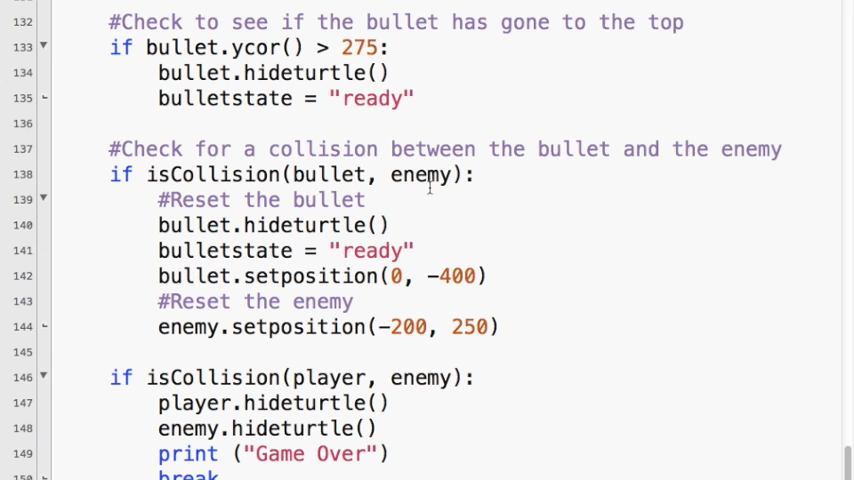 132 #Check to see if the bullet has gone to the top
133 if bullet.ycor() > 275:
134 bullet.hideturtle()
135 bulletstate = "ready"
136
137 #Check for a collision between the bullet and the enemy
138 if isCollision(bullet, enemy):
139 #Reset the bullet
140 bullet.hideturtle()
141 bulletstate = "ready"
142 bullet.setposition(0, -400)
143 #Reset the enemy
144 enemy.setposition(-200, 250)
145
146 if isCollision(player, enemy):
147 player.hideturtle()
148 enemy.hideturtle()
149 print ("Game Over")
150 break